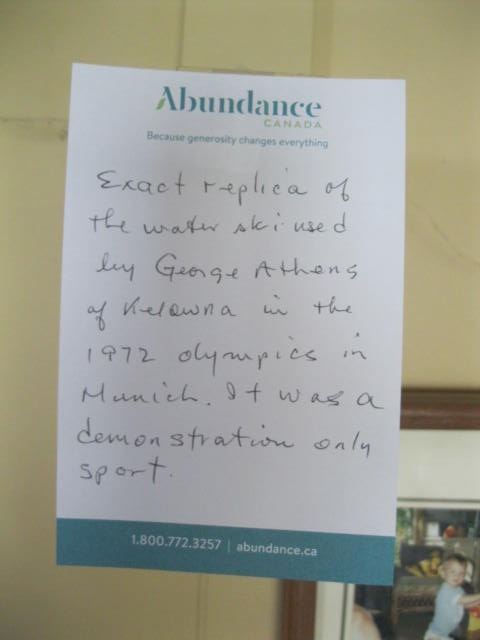 Abundance
CANADA
Because generosity changes everything
Exact replica of
the water ski used
by George Athans
of Kelowna in the
1972 olympics in
Munich. It was a
demonstration only
sport.
1.800.772.3257 | abundance.ca